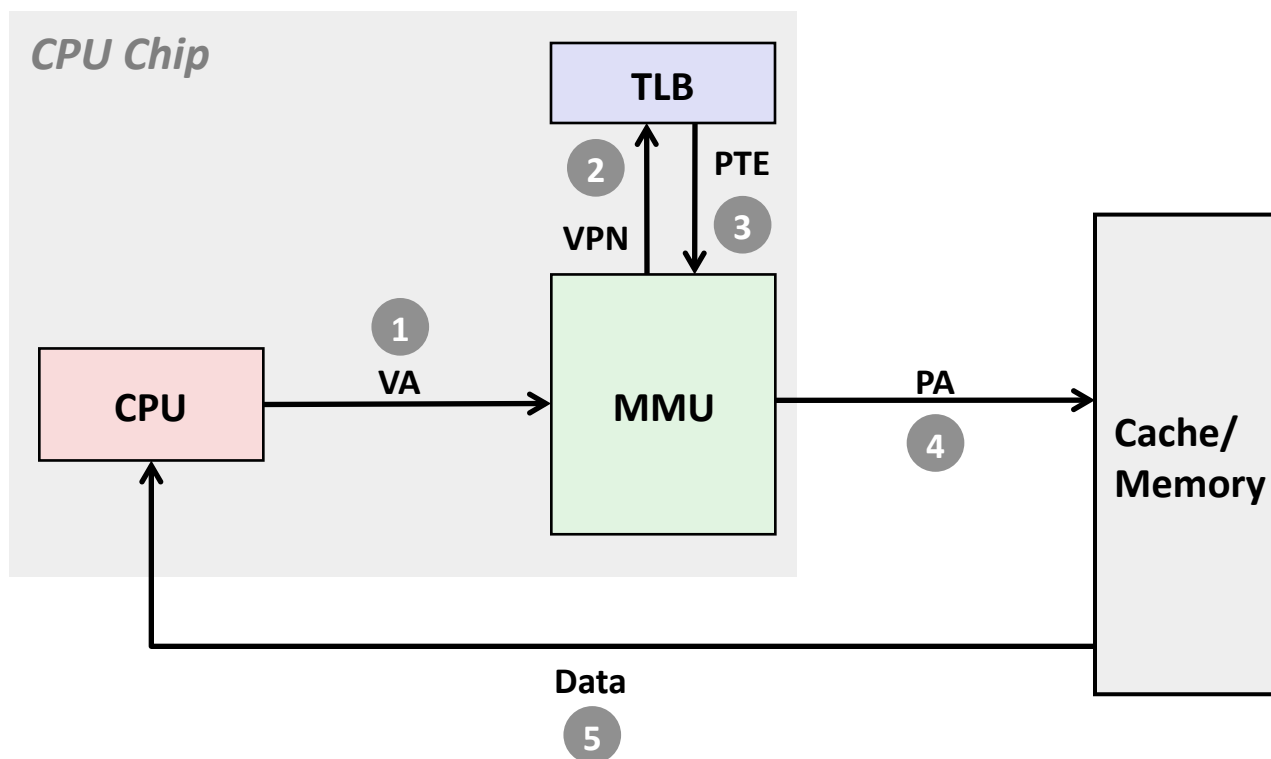 CPU Chip
TLB
2
PTE
VPN
3
1
VA
CPU
MMU
PA
4
Cache/
Memory
Data
5